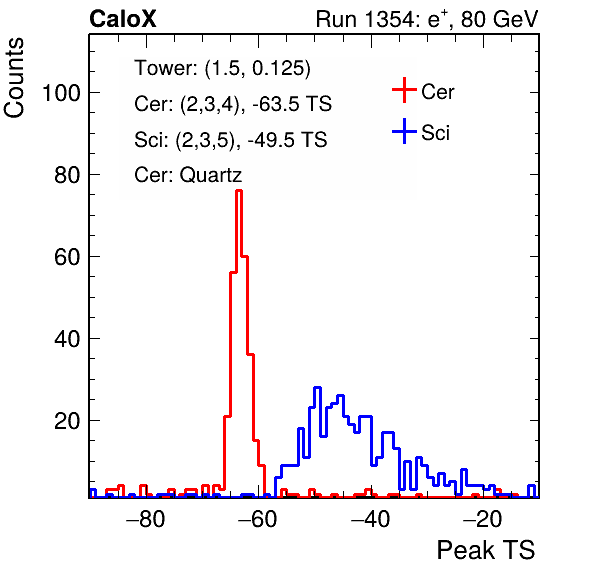 CaloX Run 1354: e⁺, 80 GeV
Counts
Tower: (1.5, 0.125)
Cer: (2,3,4), -63.5 TS
Sci: (2,3,5), -49.5 TS
Cer: Quartz
Cer
Sci
100
80
60
40
20
−80 −60 −40 −20
Peak TS